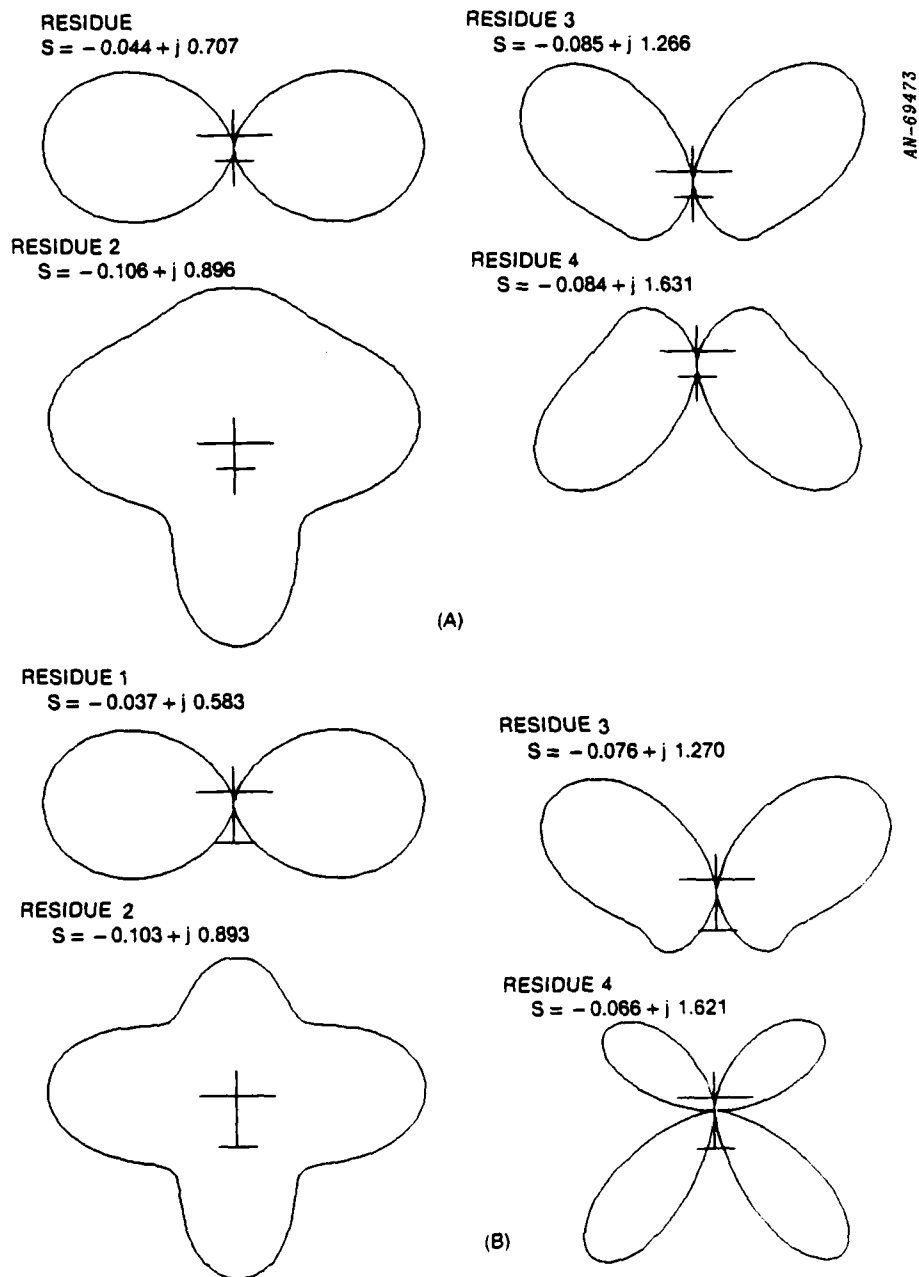 RESIDUE
S = − 0.044 + j 0.707
RESIDUE 3
S = − 0.085 + j 1.266
AN-69473
RESIDUE 2
S = − 0.106 + j 0.896
RESIDUE 4
S = − 0.084 + j 1.631
(A)
RESIDUE 1
S = − 0.037 + j 0.583
RESIDUE 3
S = − 0.076 + j 1.270
RESIDUE 2
S = −0.103 + j 0.893
RESIDUE 4
S = −0.066 + j 1.621
(B)